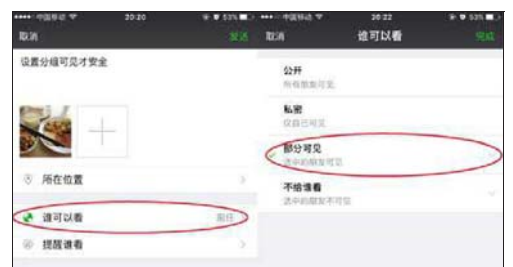 中国移动
20:20
53%
取消
发送
设置分组可见才安全
所在位置
谁可以看
提醒谁看
中国移动
20:22
53%
取消
谁可以看
完成
公开
所有朋友可见
私密
仅自己可见
部分可见
选中的朋友可见
不给谁看
选中的朋友不可见